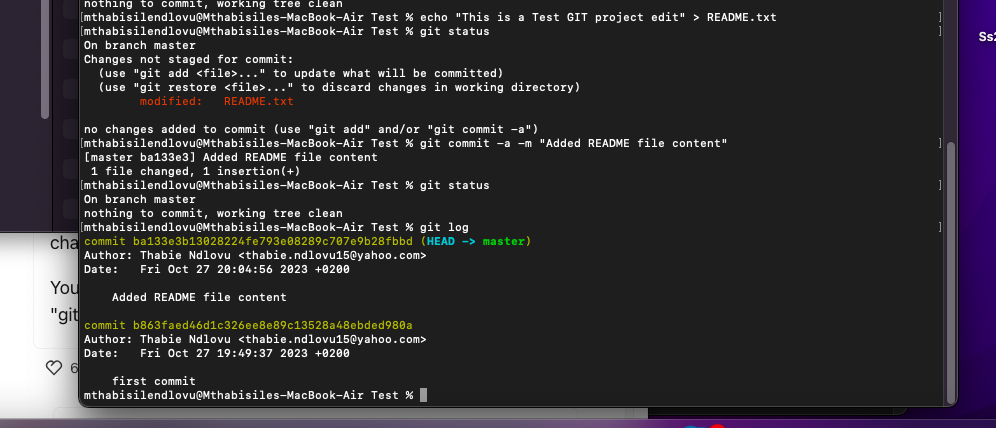 nothing to commit, working tree clean
mthabisilendlovu@Mthabisiles-MacBook-Air Test % echo "This is a Test GIT project edit" > README.txt
[mthabisilendlovu@Mthabisiles-MacBook-Air Test % git status
On branch master
Changes not staged for commit:
(use "git add <file>..." to update what will be committed)
(use "git restore <file>..." to discard changes in working directory)
modified: README.txt
no changes added to commit (use "git add" and/or "git commit -a")
[mthabisilendlovu@Mthabisiles-MacBook-Air Test % git commit -a -m "Added README file content"
[master ba133e3] Added README file content
1 file changed, 1 insertion(+)
[mthabisilendlovu@Mthabisiles-MacBook-Air Test % git status
On branch master
nothing to commit, working tree clean
[mthabisilendlovu@Mthabisiles-MacBook-Air Test % git log
commit ba133e3b13028224fe793e08289c707e9b28fbbd (HEAD -> master)
Author: Thabie Ndlovu <thabie.ndlovu15@yahoo.com>
Date: Fri Oct 27 20:04:56 2023 +0200
Added README file content
commit b863faed46d1c326ee8e89c13528a48ebded980a
Author: Thabie Ndlovu <thabie.ndlovu15@yahoo.com>
Date: Fri Oct 27 19:49:37 2023 +0200
first commit
mthabisilendlovu@Mthabisiles-MacBook-Air Test %
cha
You
"git
6
Ss2